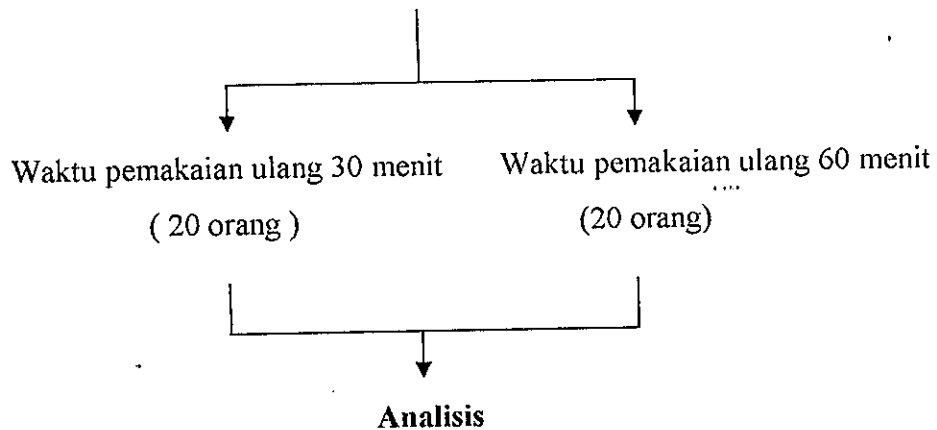 Waktu pemakaian ulang 30 menit
( 20 orang )
Waktu pemakaian ulang 60 menit
(20 orang)
Analisis